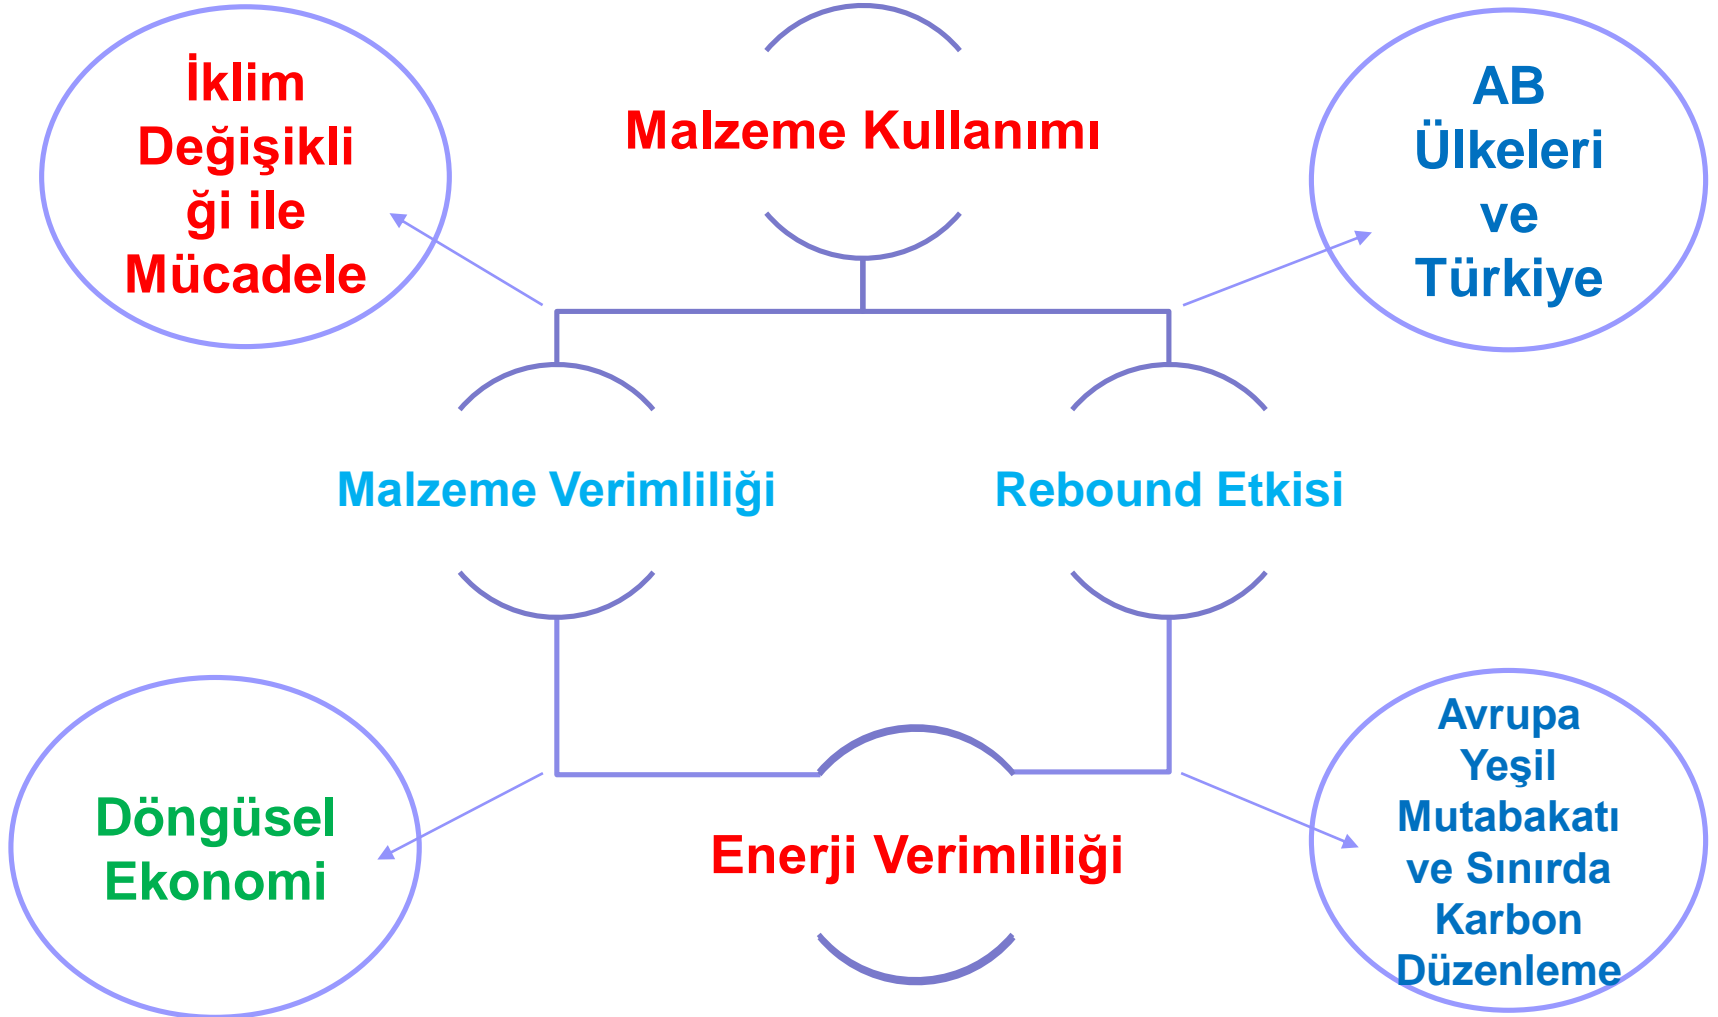 İklim
Değişikli
ği ile
Mücadele
Malzeme Kullanımı
AB
Ülkeleri
ve
Türkiye
Malzeme Verimliliği
Rebound Etkisi
Döngüsel
Ekonomi
Enerji Verimliliği
Avrupa
Yeşil
Mutabakatı
ve Sınırda
Karbon
Düzenleme